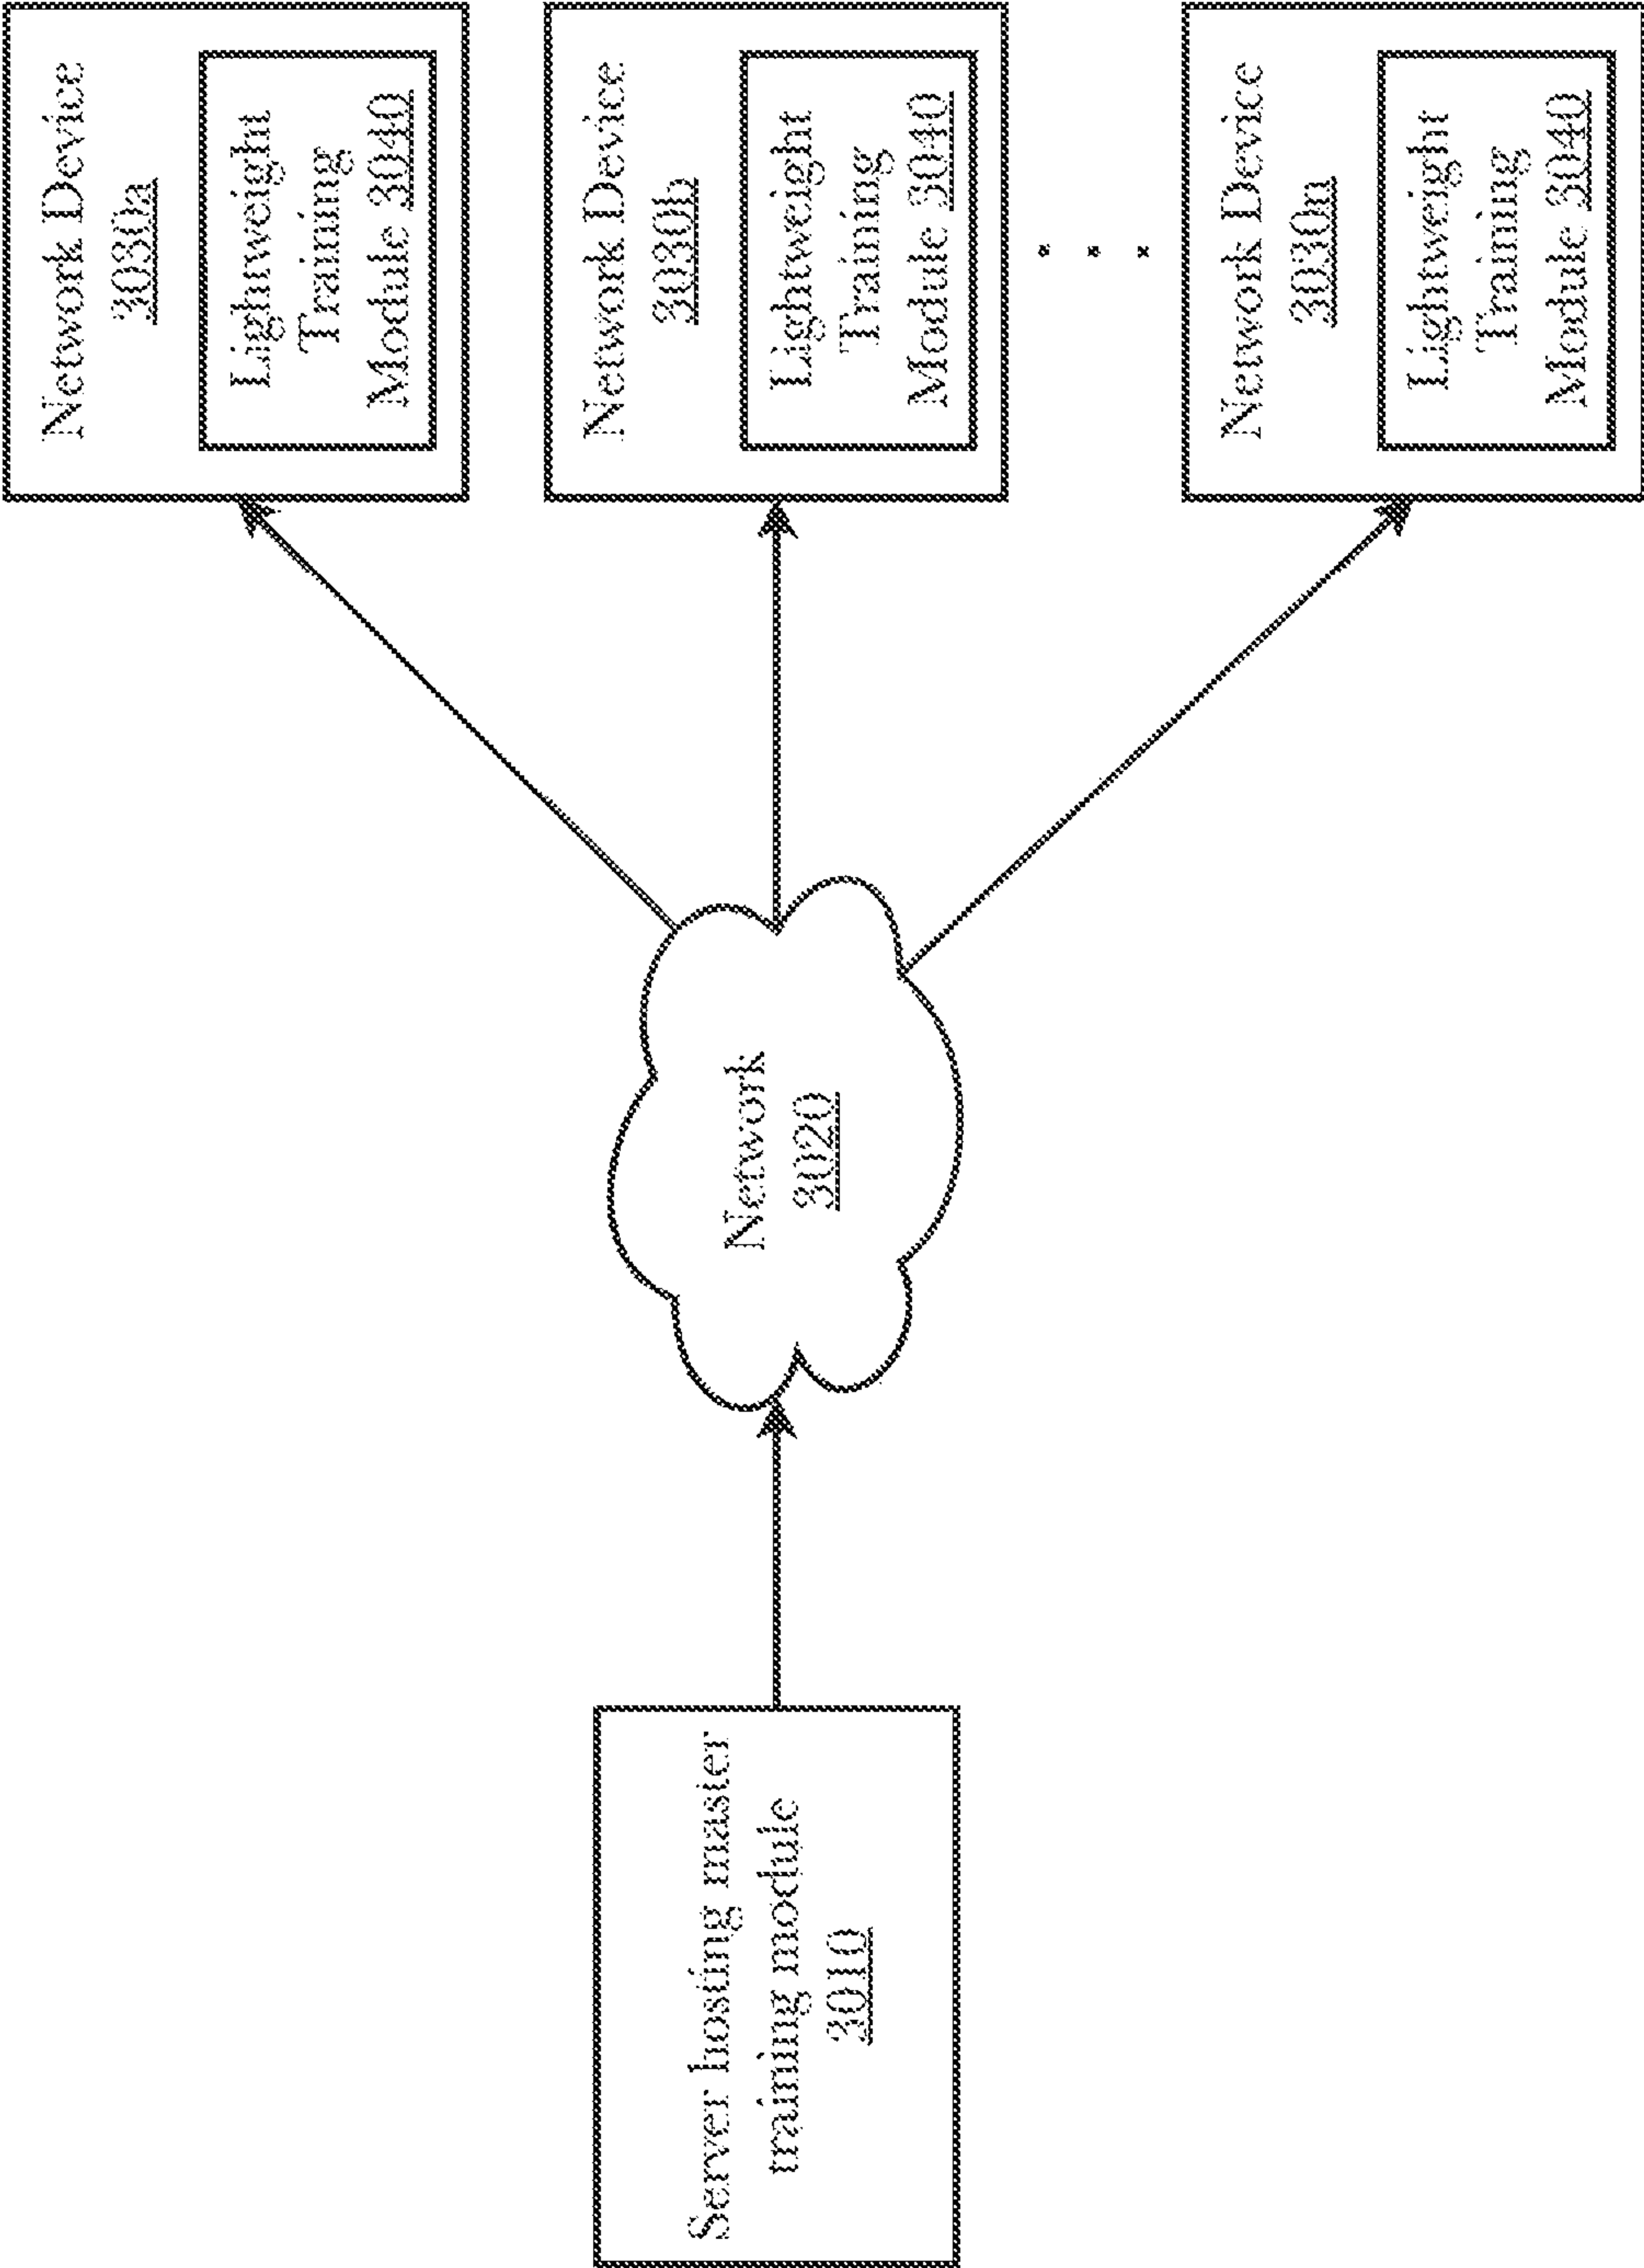 Server hosting master
training module
3010
Network
3020
Network Device
3030a
Lightweight
Training
Module 3040
Network Device
3030b
Lightweight
Training
Module 3040
Network Device
3030n
Lightweight
Training
Module 3040